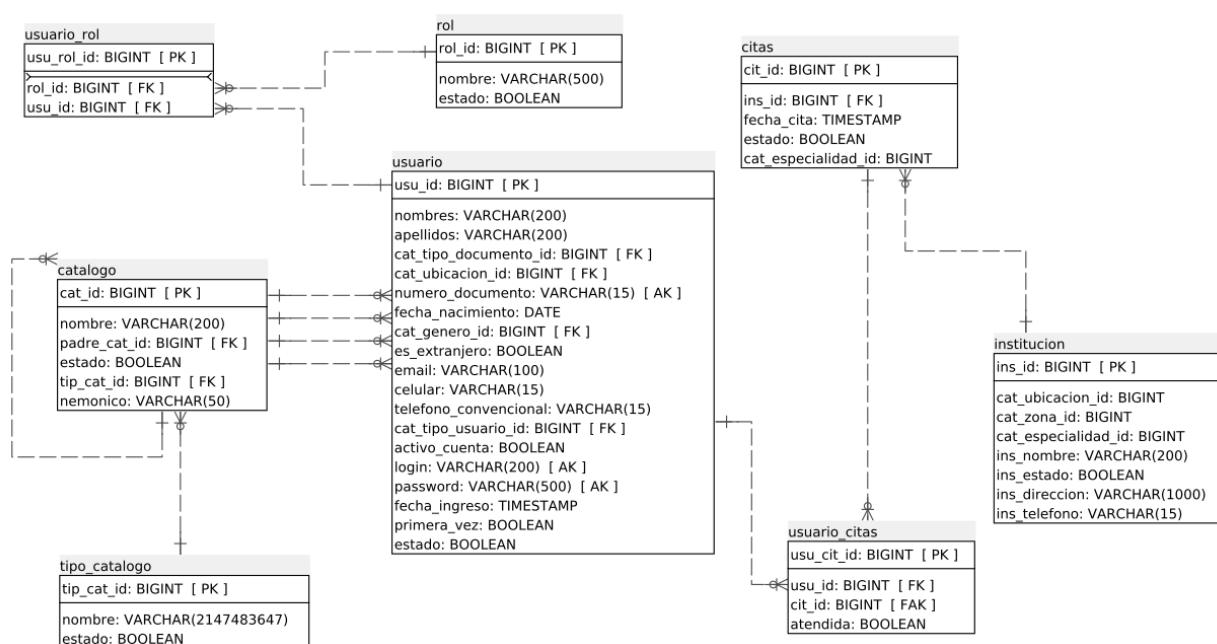 usuario_rol
usu_rol_id: BIGINT [ PK ]
rol_id: BIGINT [ FK ]
usu_id: BIGINT [ FK ]
rol
rol_id: BIGINT [ PK ]
nombre: VARCHAR(500)
estado: BOOLEAN
citas
cit_id: BIGINT [ PK ]
ins_id: BIGINT [ FK ]
fecha_cita: TIMESTAMP
estado: BOOLEAN
cat_especialidad_id: BIGINT
usuario
usu_id: BIGINT [ PK ]
nombres: VARCHAR(200)
apellidos: VARCHAR(200)
cat_tipo_documento_id: BIGINT [ FK ]
cat_ubicacion_id: BIGINT [ FK ]
numero_documento: VARCHAR(15) [ AK ]
fecha_nacimiento: DATE
cat_genero_id: BIGINT [ FK ]
es_extranjero: BOOLEAN
email: VARCHAR(100)
celular: VARCHAR(15)
telefono_convencional: VARCHAR(15)
cat_tipo_usuario_id: BIGINT [ FK ]
activo_cuenta: BOOLEAN
login: VARCHAR(200) [ AK ]
password: VARCHAR(500) [ AK ]
fecha_ingreso: TIMESTAMP
primera_vez: BOOLEAN
estado: BOOLEAN
catalogo
cat_id: BIGINT [ PK ]
nombre: VARCHAR(200)
padre_cat_id: BIGINT [ FK ]
estado: BOOLEAN
tip_cat_id: BIGINT [ FK ]
nemonico: VARCHAR(50)
institucion
ins_id: BIGINT [ PK ]
cat_ubicacion_id: BIGINT
cat_zona_id: BIGINT
cat_especialidad_id: BIGINT
ins_nombre: VARCHAR(200)
ins_estado: BOOLEAN
ins_direccion: VARCHAR(1000)
ins_telefono: VARCHAR(15)
usuario_citas
usu_cit_id: BIGINT [ PK ]
usu_id: BIGINT [ FK ]
cit_id: BIGINT [ FAK ]
atendida: BOOLEAN
tipo_catalogo
tip_cat_id: BIGINT [ PK ]
nombre: VARCHAR(2147483647)
estado: BOOLEAN